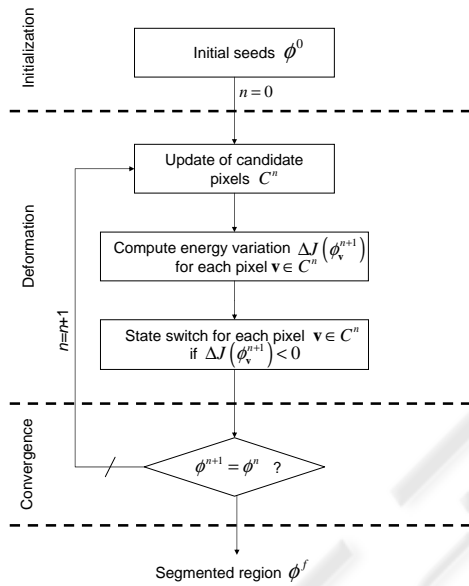 Initialization
Initial seeds ϕ⁰
n = 0
Deformation
Update of candidate
pixels Cⁿ
Compute energy variation ΔJ(ϕᵥⁿ⁺¹)
for each pixel v ∈ Cⁿ
State switch for each pixel v ∈ Cⁿ
if ΔJ(ϕᵥⁿ⁺¹) < 0
n=n+1
Convergence
ϕⁿ⁺¹ = ϕⁿ ?
Segmented region ϕᶠ